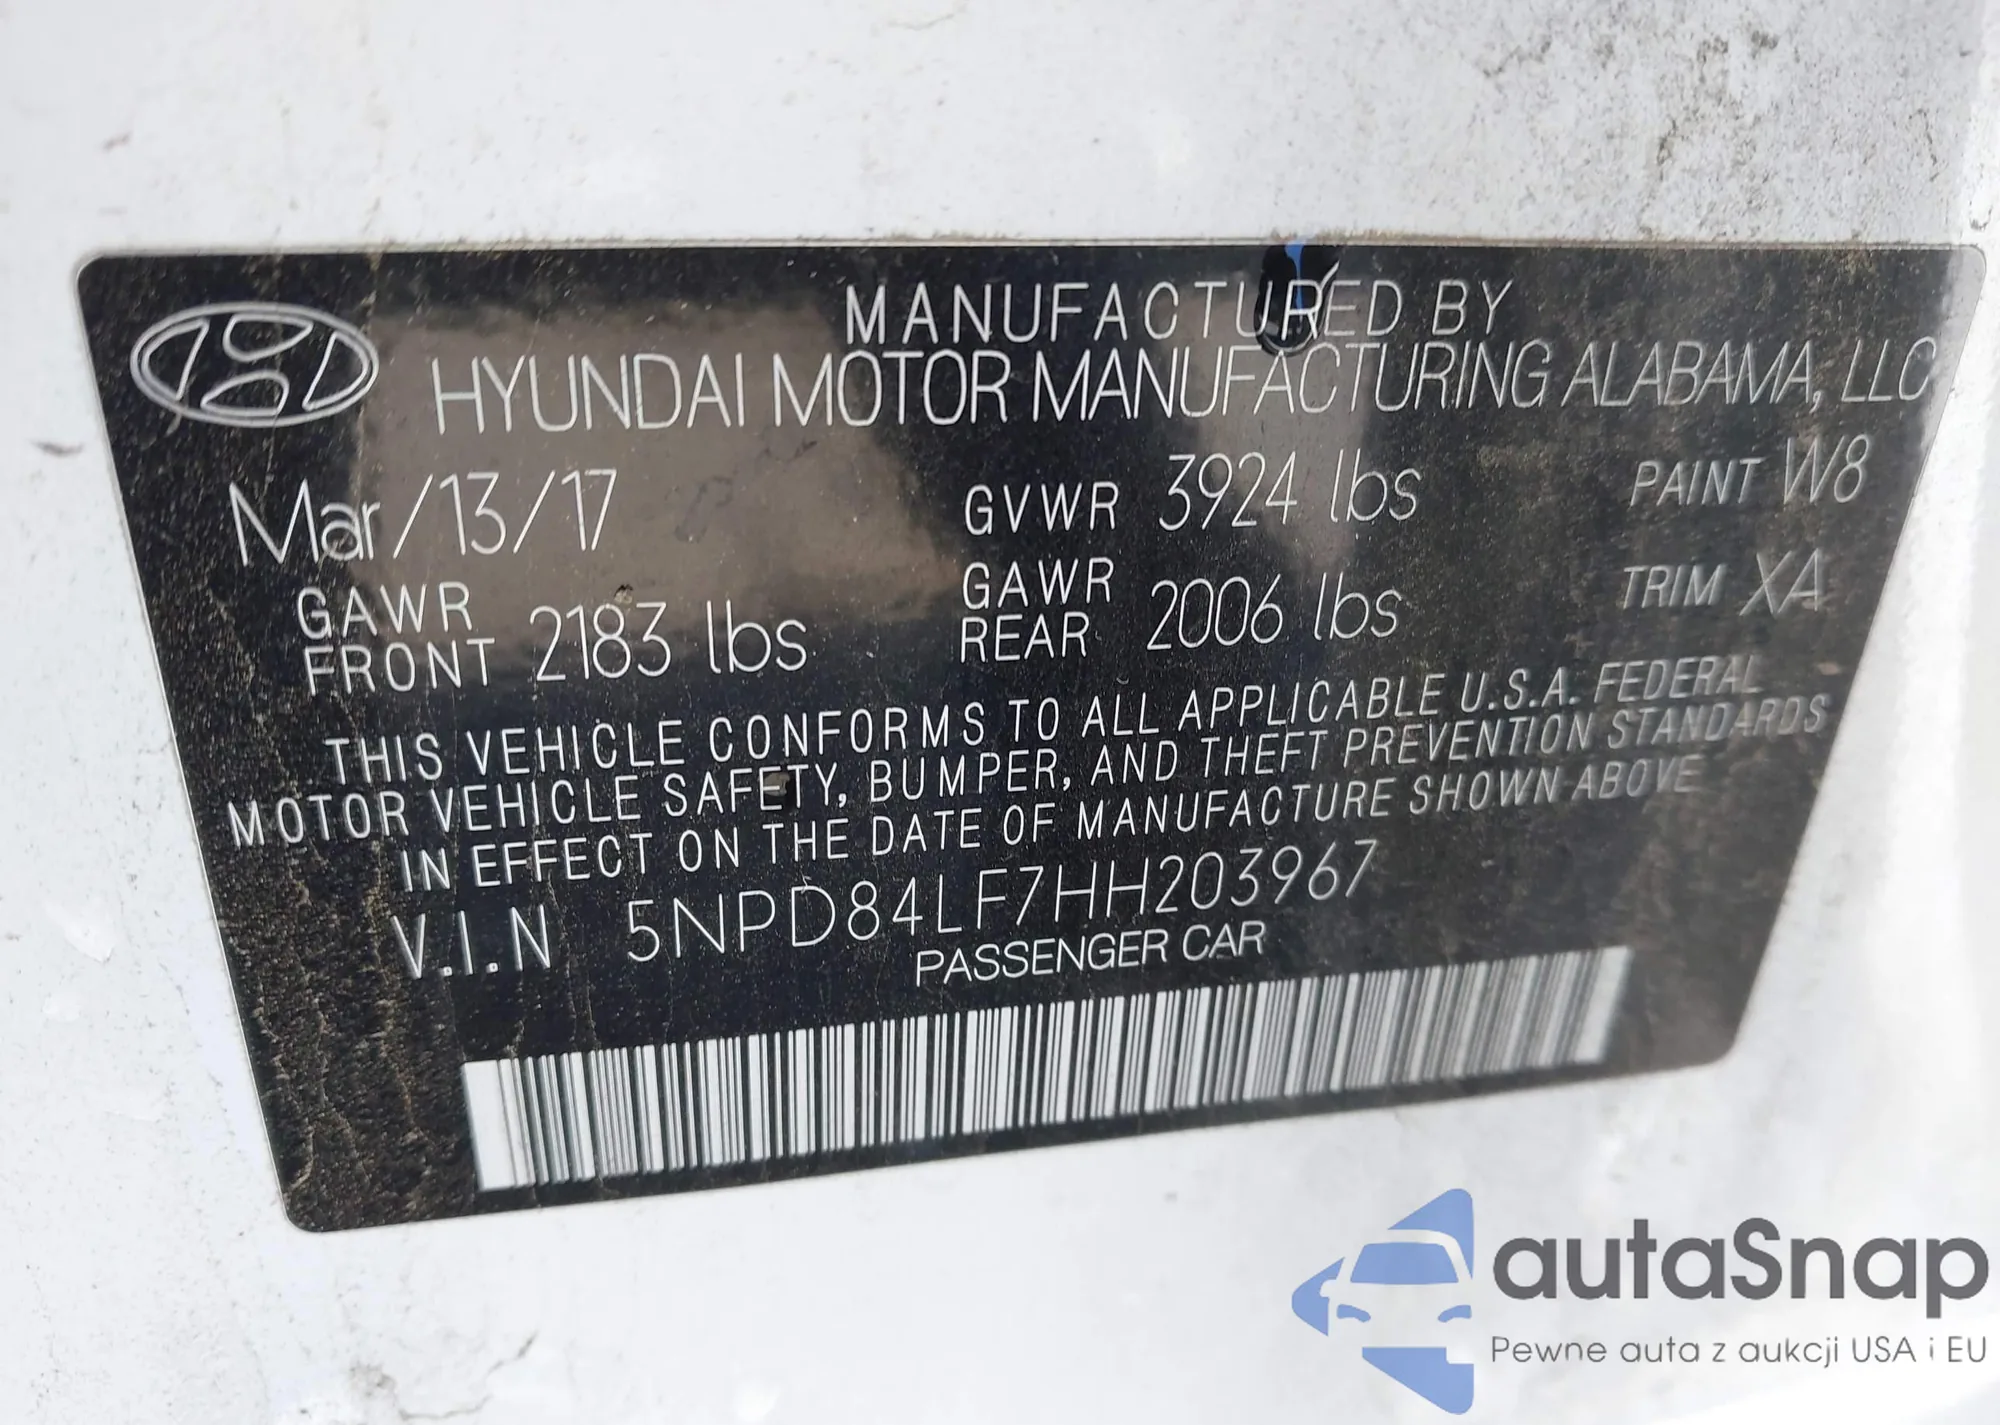 MANUFACTURED BY
HYUNDAI MOTOR MANUFACTURING ALABAMA, LLC
Mar/13/17 GVWR 3924 lbs PAINT W8
GAWR FRONT 2183 lbs GAWR REAR 2006 lbs TRIM XA
THIS VEHICLE CONFORMS TO ALL APPLICABLE U.S.A. FEDERAL
MOTOR VEHICLE SAFETY, BUMPER, AND THEFT PREVENTION STANDARDS
IN EFFECT ON THE DATE OF MANUFACTURE SHOWN ABOVE
V.I.N 5NPD84LF7HH203967
PASSENGER CAR
autaSnap
Pewne auta z aukcji USA i EU